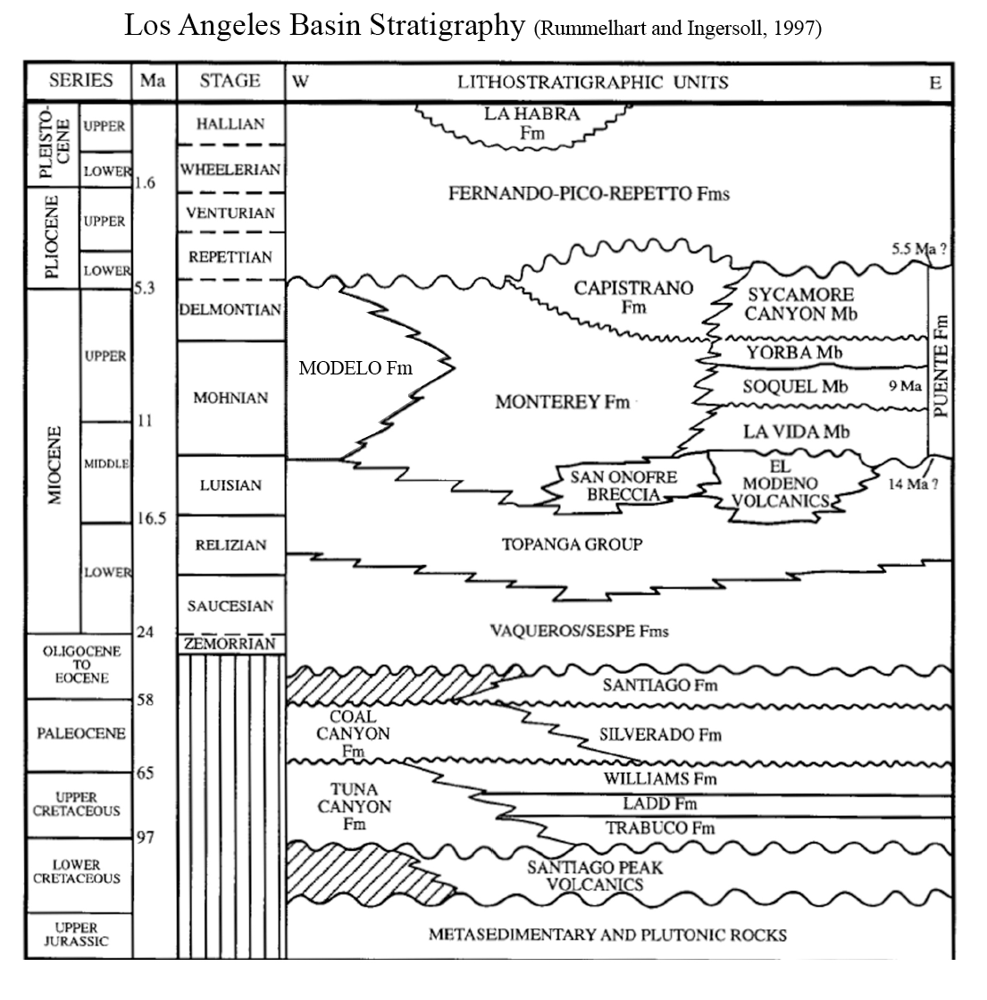 Los Angeles Basin Stratigraphy (Rummelhart and Ingersoll, 1997)
SERIES
Ma
STAGE
W
LITHOSTRATIGRAPHIC UNITS
E
PLEISTO-
CENE
UPPER
LOWER
1.6
PLIOCENE
UPPER
LOWER
5.3
MIOCENE
UPPER
11
MIDDLE
16.5
LOWER
24
OLIGOCENE
TO
EOCENE
58
PALEOCENE
65
UPPER
CRETACEOUS
97
LOWER
CRETACEOUS
UPPER
JURASSIC
HALLIAN
WHEELERIAN
VENTURIAN
REPETTIAN
DELMONTIAN
MOHNIAN
LUISIAN
RELIZIAN
SAUCESIAN
ZEMORRIAN
LA HABRA
Fm
FERNANDO-PICO-REPETTO Fms
5.5 Ma ?
CAPISTRANO
Fm
SYCAMORE
CANYON Mb
YORBA Mb
SOQUEL Mb
9 Ma
LA VIDA Mb
PUENTE Fm
14 Ma ?
MODELO Fm
MONTEREY Fm
SAN ONOFRE
BRECCIA
EL
MODENO
VOLCANICS
TOPANGA GROUP
VAQUEROS/SESPE Fms
SANTIAGO Fm
COAL
CANYON
Fm
SILVERADO Fm
WILLIAMS Fm
TUNA
CANYON
Fm
LADD Fm
TRABUCO Fm
SANTIAGO PEAK
VOLCANICS
METASEDIMENTARY AND PLUTONIC ROCKS